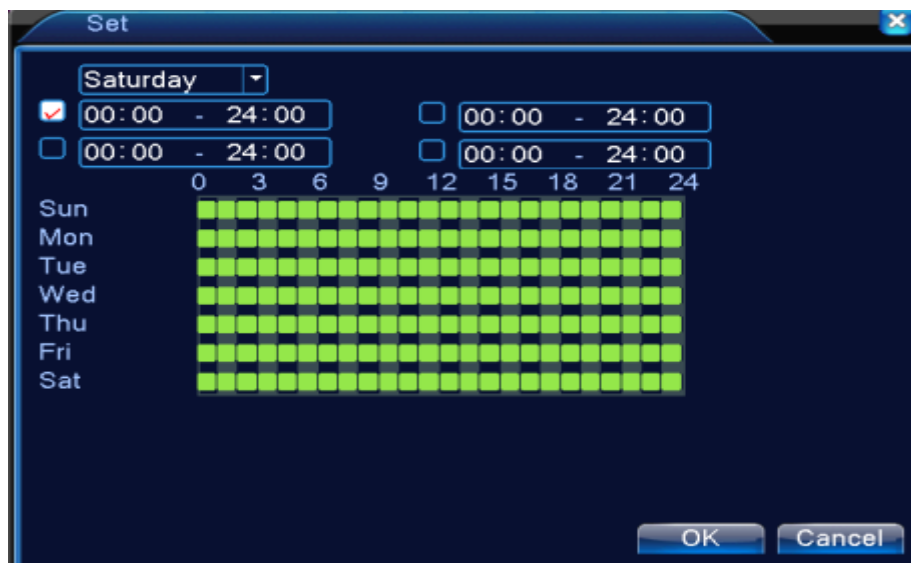 Set
Saturday
00:00 - 24:00 00:00 - 24:00
00:00 - 24:00 00:00 - 24:00
0 3 6 9 12 15 18 21 24
Sun
Mon
Tue
Wed
Thu
Fri
Sat
OK Cancel